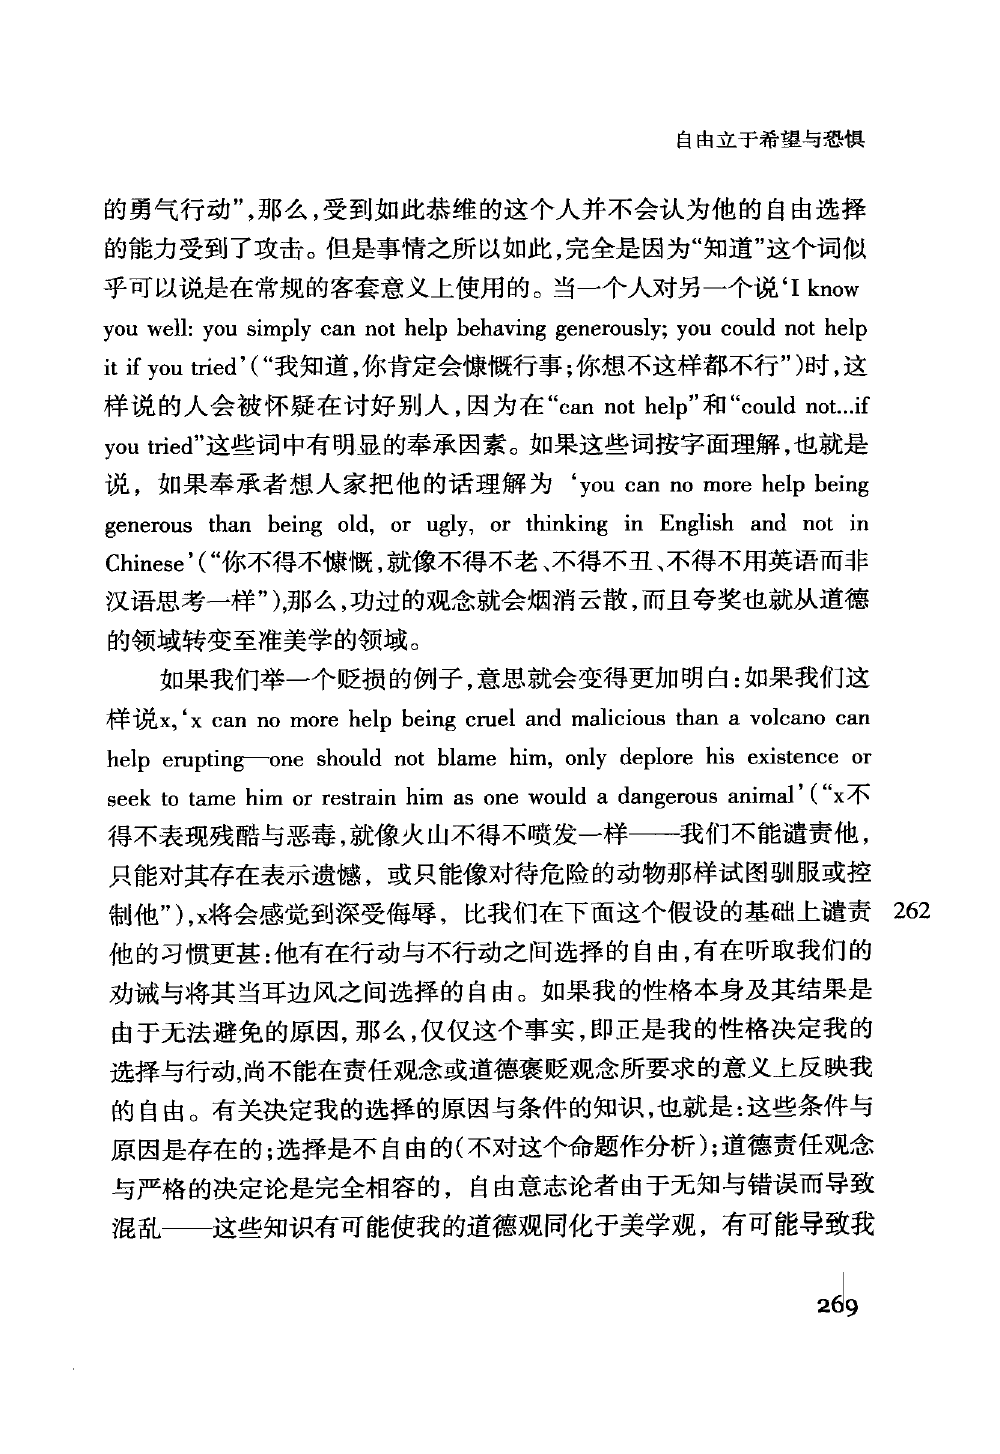 自由立于希望与恐惧
的勇气行动”,那么,受到如此恭维的这个人并不会认为他的自由选择
的能力受到了攻击。但是事情之所以如此,完全是因为“知道”这个词似
乎可以说是在常规的客套意义上使用的。当一个人对另一个说‘I know
you well: you simply can not help behaving generously; you could not help
it if you tried’(“我知道,你肯定会慷慨行事;你想不这样都不行”)时,这
样说的人会被怀疑在讨好别人,因为在“can not help”和“could not...if
you tried”这些词中有明显的奉承因素。如果这些词按字面理解,也就是
说，如果奉承者想人家把他的话理解为‘you can no more help being
generous than being old, or ugly, or thinking in English and not in
Chinese’(“你不得不慷慨,就像不得不老、不得不丑、不得不用英语而非
汉语思考一样”),那么,功过的观念就会烟消云散,而且夸奖也就从道德
的领域转变至准美学的领域。
如果我们举一个贬损的例子,意思就会变得更加明白:如果我们这
样说x,‘x can no more help being cruel and malicious than a volcano can
help erupting—one should not blame him, only deplore his existence or
seek to tame him or restrain him as one would a dangerous animal’(“x不
得不表现残酷与恶毒,就像火山不得不喷发一样——我们不能谴责他,
只能对其存在表示遗憾，或只能像对待危险的动物那样试图驯服或控
制他”),x将会感觉到深受侮辱，比我们在下面这个假设的基础上谴责 262
他的习惯更甚:他有在行动与不行动之间选择的自由,有在听取我们的
劝诫与将其当耳边风之间选择的自由。如果我的性格本身及其结果是
由于无法避免的原因, 那么,仅仅这个事实,即正是我的性格决定我的
选择与行动,尚不能在责任观念或道德褒贬观念所要求的意义上反映我
的自由。有关决定我的选择的原因与条件的知识,也就是:这些条件与
原因是存在的;选择是不自由的(不对这个命题作分析);道德责任观念
与严格的决定论是完全相容的，自由意志论者由于无知与错误而导致
混乱——这些知识有可能使我的道德观同化于美学观，有可能导致我
269